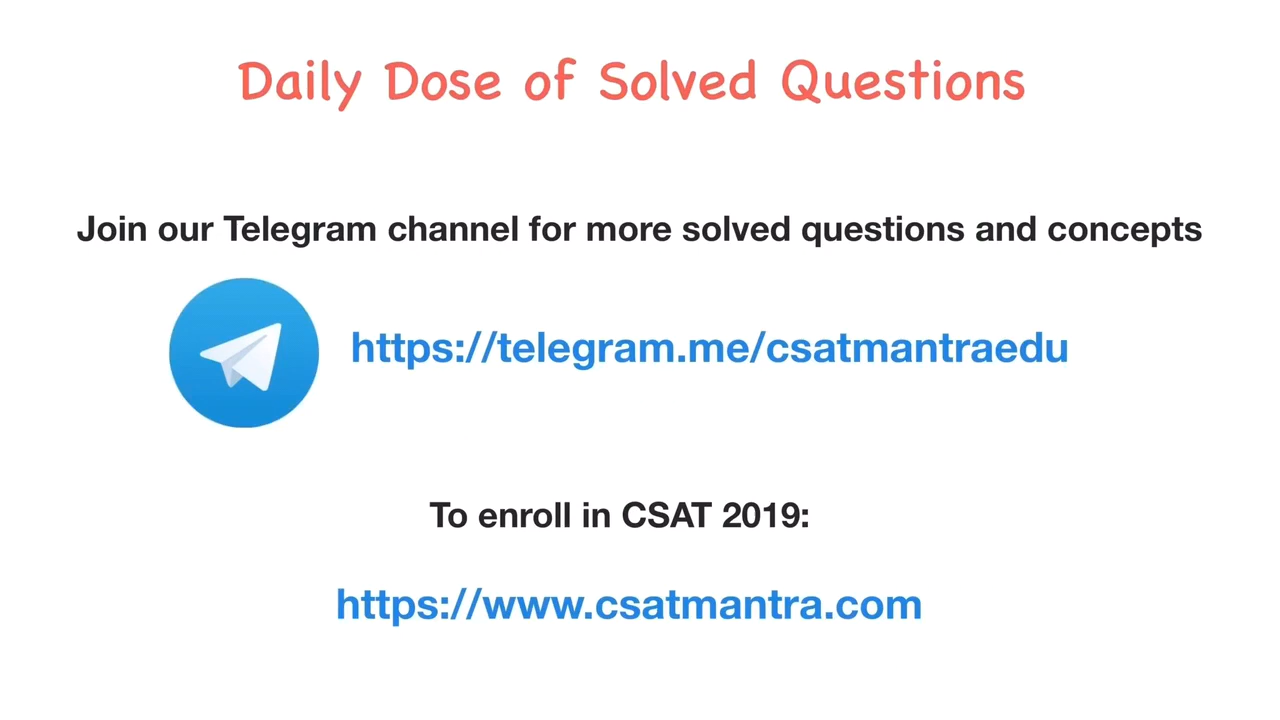 Daily Dose of Solved Questions
Join our Telegram channel for more solved questions and concepts
https://telegram.me/csatmantraedu
To enroll in CSAT 2019:
https://www.csatmantra.com